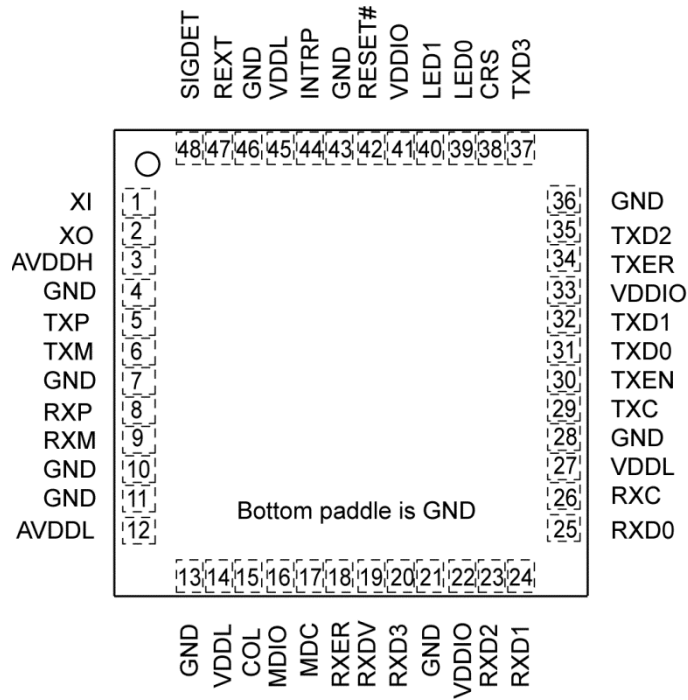 SIGDET REXT GND VDDL INTRP GND RESET# VDDIO LED1 LED0 CRS TXD3
48 47 46 45 44 43 42 41 40 39 38 37
XI 1 36 GND
XO 2 35 TXD2
AVDDH 3 34 TXER
GND 4 33 VDDIO
TXP 5 32 TXD1
TXM 6 31 TXD0
GND 7 30 TXEN
RXP 8 29 TXC
RXM 9 28 GND
GND 10 27 VDDL
GND 11 26 RXC
Bottom paddle is GND
AVDDL 12 25 RXD0
13 14 15 16 17 18 19 20 21 22 23 24
GND VDDL COL MDIO MDC RXER RXDV RXD3 GND VDDIO RXD2 RXD1